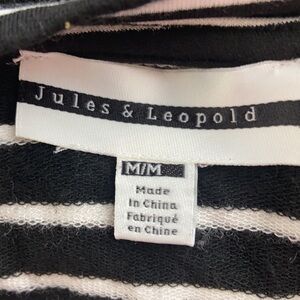 Jules & Leopold
M/M
Made
in China
Fabriqué
en Chine